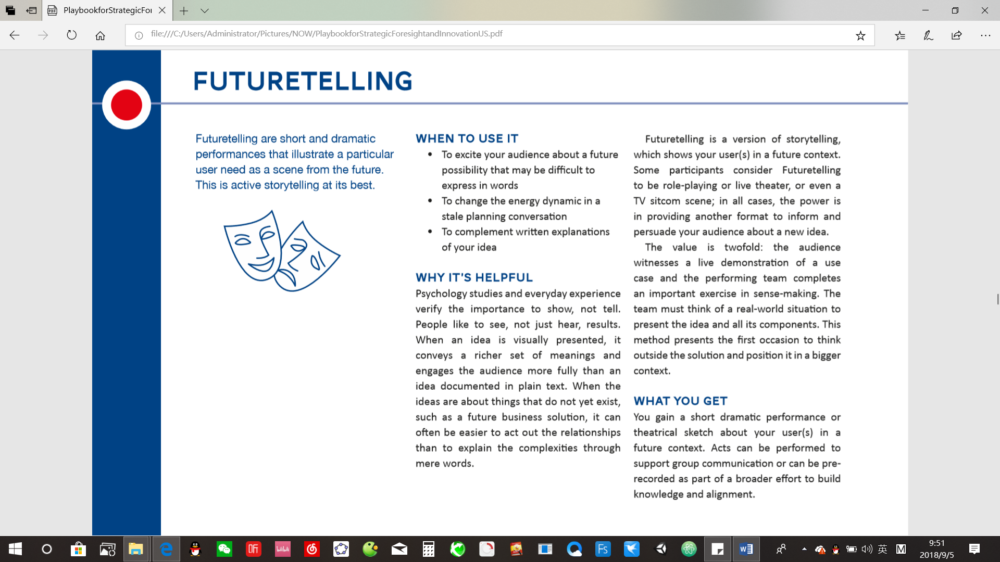 PlaybookforStrategicFor
file:///C:/Users/Administrator/Pictures/NOW/PlaybookforStrategicForesightandInnovationUS.pdf
FUTURETELLING
Futuretelling are short and dramatic
performances that illustrate a particular
user need as a scene from the future.
This is active storytelling at its best.
WHEN TO USE IT
• To excite your audience about a future
possibility that may be difficult to
express in words
• To change the energy dynamic in a
stale planning conversation
• To complement written explanations
of your idea
WHY IT'S HELPFUL
Psychology studies and everyday experience
verify the importance to show, not tell.
People like to see, not just hear, results.
When an idea is visually presented, it
conveys a richer set of meanings and
engages the audience more fully than an
idea documented in plain text. When the
ideas are about things that do not yet exist,
such as a future business solution, it can
often be easier to act out the relationships
than to explain the complexities through
mere words.
Futuretelling is a version of storytelling,
which shows your user(s) in a future context.
Some participants consider Futuretelling
to be role-playing or live theater, or even a
TV sitcom scene; in all cases, the power is
in providing another format to inform and
persuade your audience about a new idea.
The value is twofold: the audience
witnesses a live demonstration of a use
case and the performing team completes
an important exercise in sense-making. The
team must think of a real-world situation to
present the idea and all its components. This
method presents the first occasion to think
outside the solution and position it in a bigger
context.
WHAT YOU GET
You gain a short dramatic performance or
theatrical sketch about your user(s) in a
future context. Acts can be performed to
support group communication or can be pre-
recorded as part of a broader effort to build
knowledge and alignment.
Fs
英
M
9:51
2018/9/5